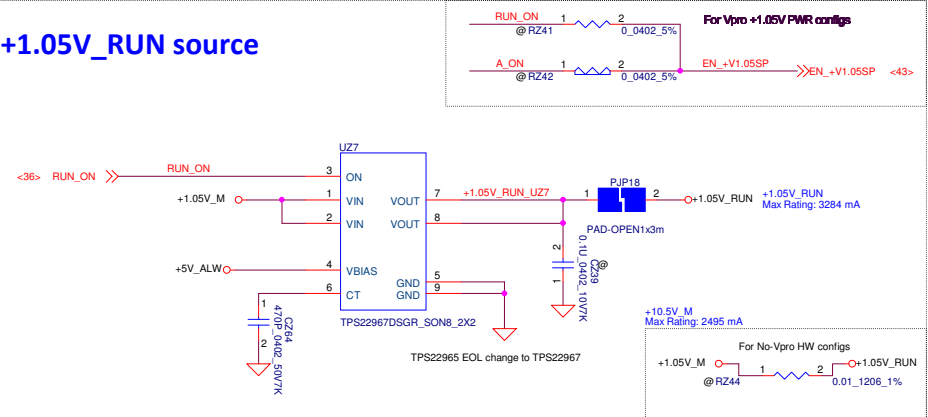 +1.05V_RUN source
RUN_ON 1 2
@ RZ41 0_0402_5%
For Vpro +1.05V PWR configs
A_ON 1 2 EN_+V1.05SP EN_+V1.05SP <43>
@ RZ42 0_0402_5%
UZ7
<36> RUN_ON RUN_ON 3 ON
+1.05V_M 1 VIN VOUT 7 +1.05V_RUN_UZ7
2 VIN VOUT 8
PJP18
1 2 +1.05V_RUN
PAD-OPEN1x3m
+1.05V_RUN
Max Rating: 3284 mA
+5V_ALW 4 VBIAS
6 CT
GND 5
GND 9
2 1
CZ39 @
0.1U_0402_10V7K
1 2
CZ64
470P_0402_50V7K
TPS22967DSGR_SON8_2X2
TPS22965 EOL change to TPS22967
+10.5V_M
Max Rating: 2495 mA
For No-Vpro HW configs
+1.05V_M 1 2 +1.05V_RUN
@ RZ44 0.01_1206_1%